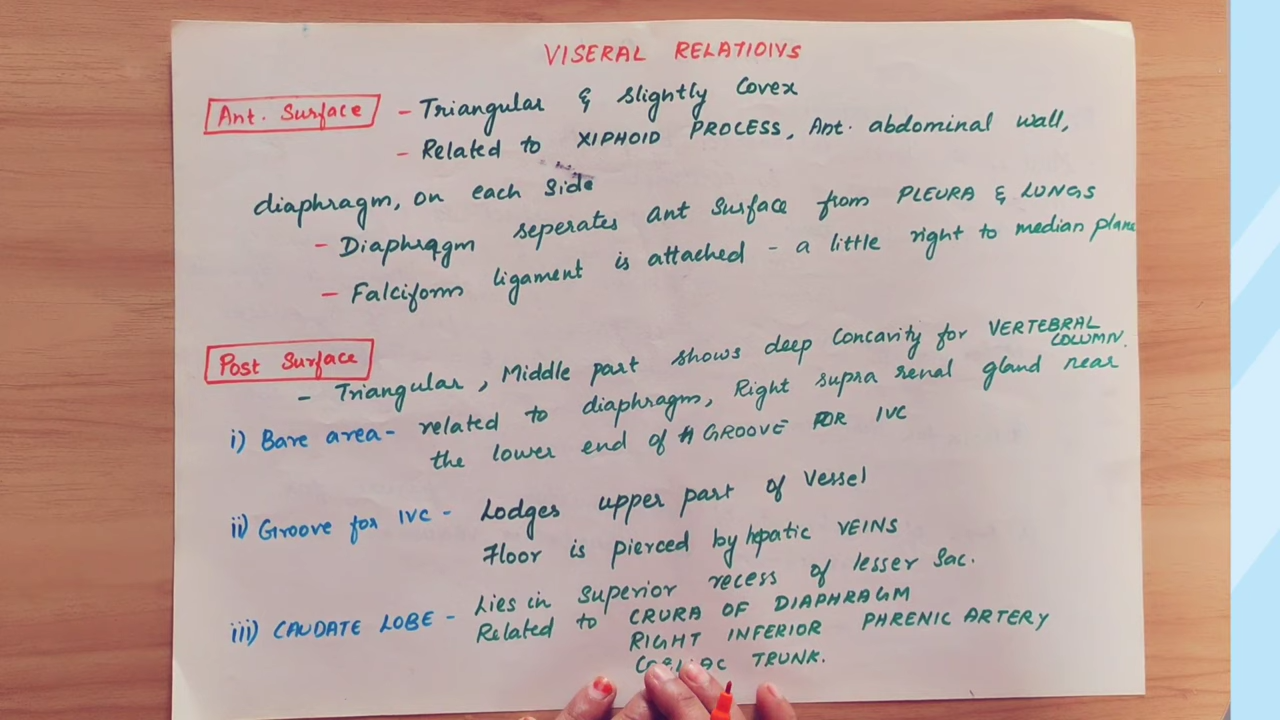 VISERAL RELATIONS
Ant. Surface - Triangular & slightly Covex
- Related to XIPHOID PROCESS, Ant. abdominal wall,
diaphragm, on each Side
- Diaphragm seperates ant Surface from PLEURA & LUNGS
- Falciform ligament is attached - a little right to median plane
Post Surface
- Triangular, Middle part shows deep Concavity for VERTEBRAL COLUMN.
i) Bare area - related to diaphragm, Right supra renal gland near
the lower end of GROOVE FOR IVC
ii) Groove for IVC - Lodges upper part of Vessel
Floor is pierced by hepatic VEINS
iii) CAUDATE LOBE - Lies in Superior recess of lesser Sac.
Related to CRURA OF DIAPHRAGM
RIGHT INFERIOR PHRENIC ARTERY
TRUNK.